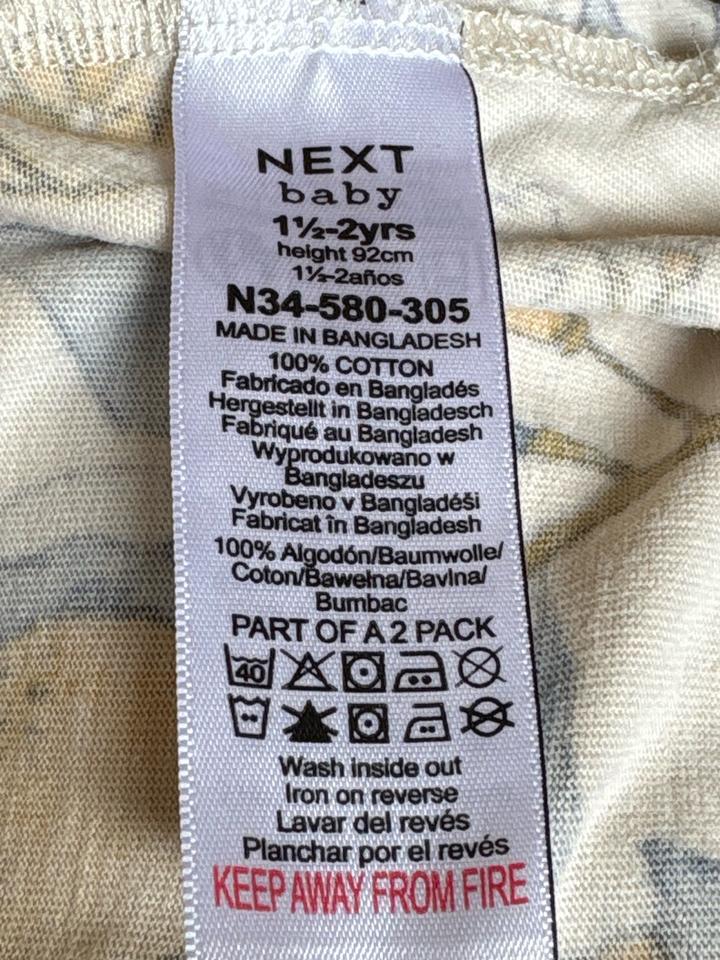 NEXT
baby
1½-2yrs
height 92cm
1½-2años
N34-580-305
MADE IN BANGLADESH
100% COTTON
Fabricado en Bangladés
Hergestellt in Bangladesch
Fabriqué au Bangladesh
Wyprodukowano w
Bangladeszu
Vyrobeno v Bangladéši
Fabricat în Bangladesh
100% Algodón/Baumwolle/
Coton/Bawełna/Bavlna/
Bumbac
PART OF A 2 PACK
40
Wash inside out
Iron on reverse
Lavar del revés
Planchar por el revés
KEEP AWAY FROM FIRE